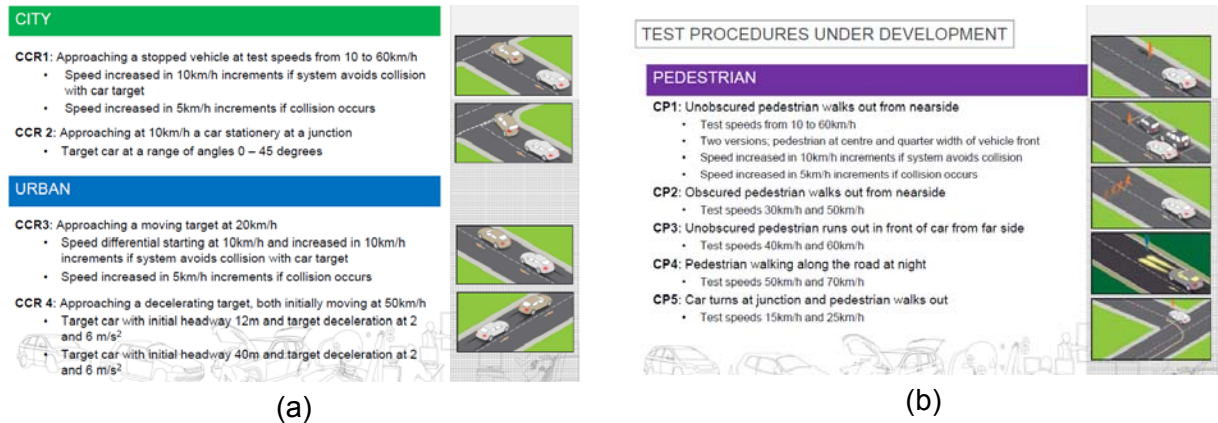 CITY
CCR1: Approaching a stopped vehicle at test speeds from 10 to 60km/h
• Speed increased in 10km/h increments if system avoids collision
with car target
• Speed increased in 5km/h increments if collision occurs
CCR 2: Approaching at 10km/h a car stationery at a junction
• Target car at a range of angles 0 – 45 degrees
URBAN
CCR3: Approaching a moving target at 20km/h
• Speed differential starting at 10km/h and increased in 10km/h
increments if system avoids collision with car target
• Speed increased in 5km/h increments if collision occurs
CCR 4: Approaching a decelerating target, both initially moving at 50km/h
• Target car with initial headway 12m and target deceleration at 2
and 6 m/s²
• Target car with initial headway 40m and target deceleration at 2
and 6 m/s²
(a)
TEST PROCEDURES UNDER DEVELOPMENT
PEDESTRIAN
CP1: Unobscured pedestrian walks out from nearside
• Test speeds from 10 to 60km/h
• Two versions; pedestrian at centre and quarter width of vehicle front
• Speed increased in 10km/h increments if system avoids collision
• Speed increased in 5km/h increments if collision occurs
CP2: Obscured pedestrian walks out from nearside
• Test speeds 30km/h and 50km/h
CP3: Unobscured pedestrian runs out in front of car from far side
• Test speeds 40km/h and 60km/h
CP4: Pedestrian walking along the road at night
• Test speeds 50km/h and 70km/h
CP5: Car turns at junction and pedestrian walks out
• Test speeds 15km/h and 25km/h
(b)